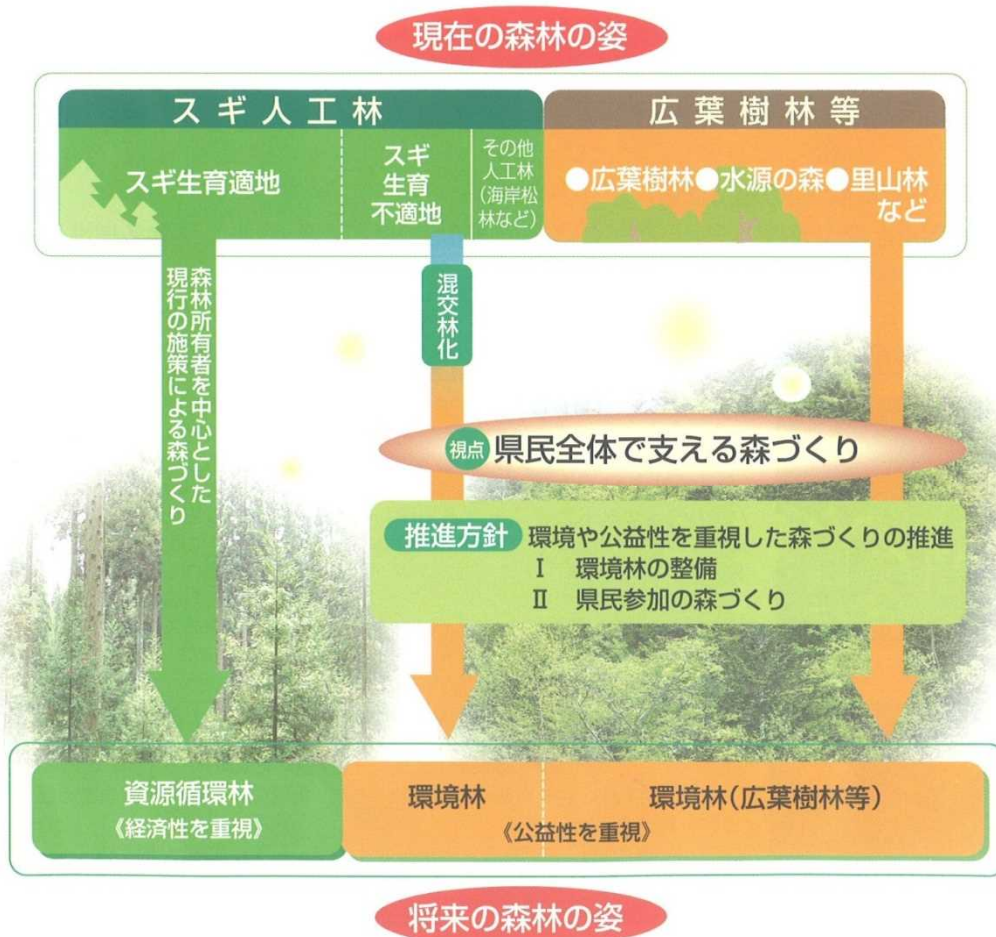 現在の森林の姿
スギ人工林
広葉樹林等
スギ生育適地
スギ
生育
不適地
その他
人工林
(海岸松
林など)
●広葉樹林●水源の森●里山林
など
森林所有者を中心とした
現行の施策による森づくり
混交林化
視点 県民全体で支える森づくり
推進方針 環境や公益性を重視した森づくりの推進
Ⅰ 環境林の整備
Ⅱ 県民参加の森づくり
資源循環林
《経済性を重視》
環境林
環境林(広葉樹林等)
《公益性を重視》
将来の森林の姿